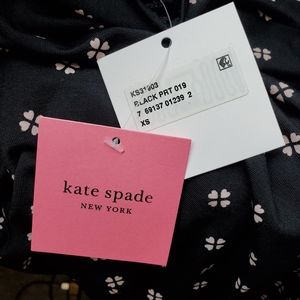 KS31903
BLACK PRT 019
7 69137 01239 2
XS
kate spade
NEW YORK